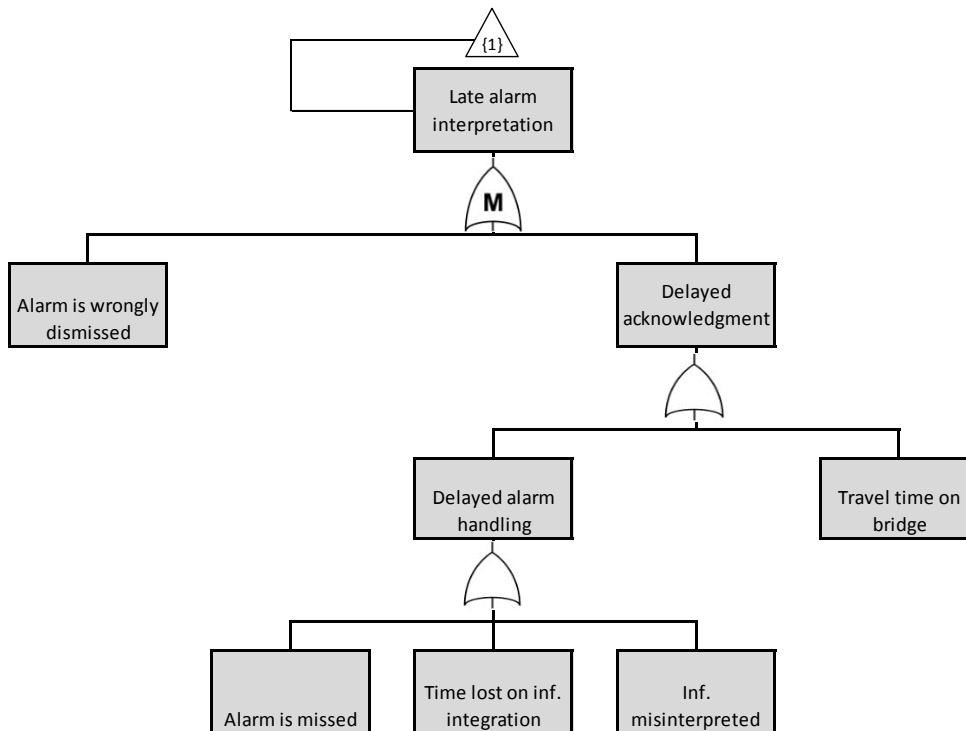 {1}
Late alarm
interpretation
M
Alarm is wrongly
dismissed
Delayed
acknowledgment
Delayed alarm
handling
Travel time on
bridge
Alarm is missed
Time lost on inf.
integration
Inf.
misinterpreted